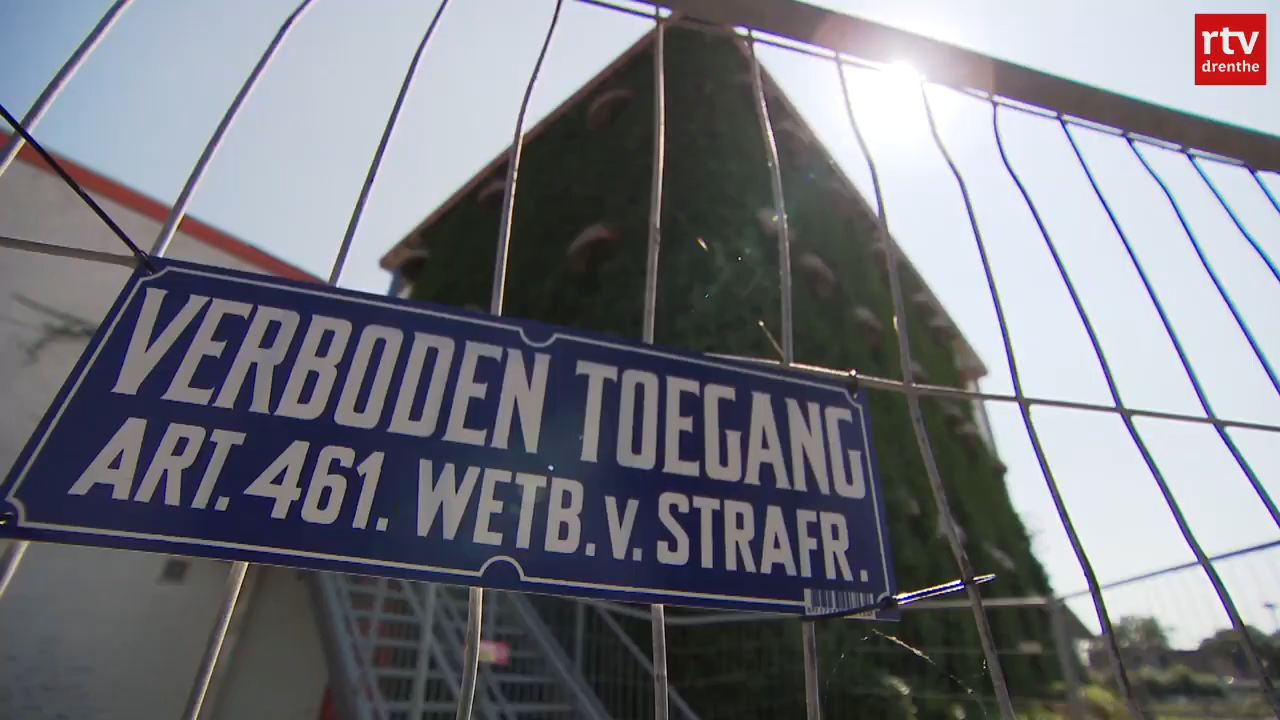 rtv
drenthe
VERBODEN TOEGANG
ART. 461. WETB. V. STRAFR.